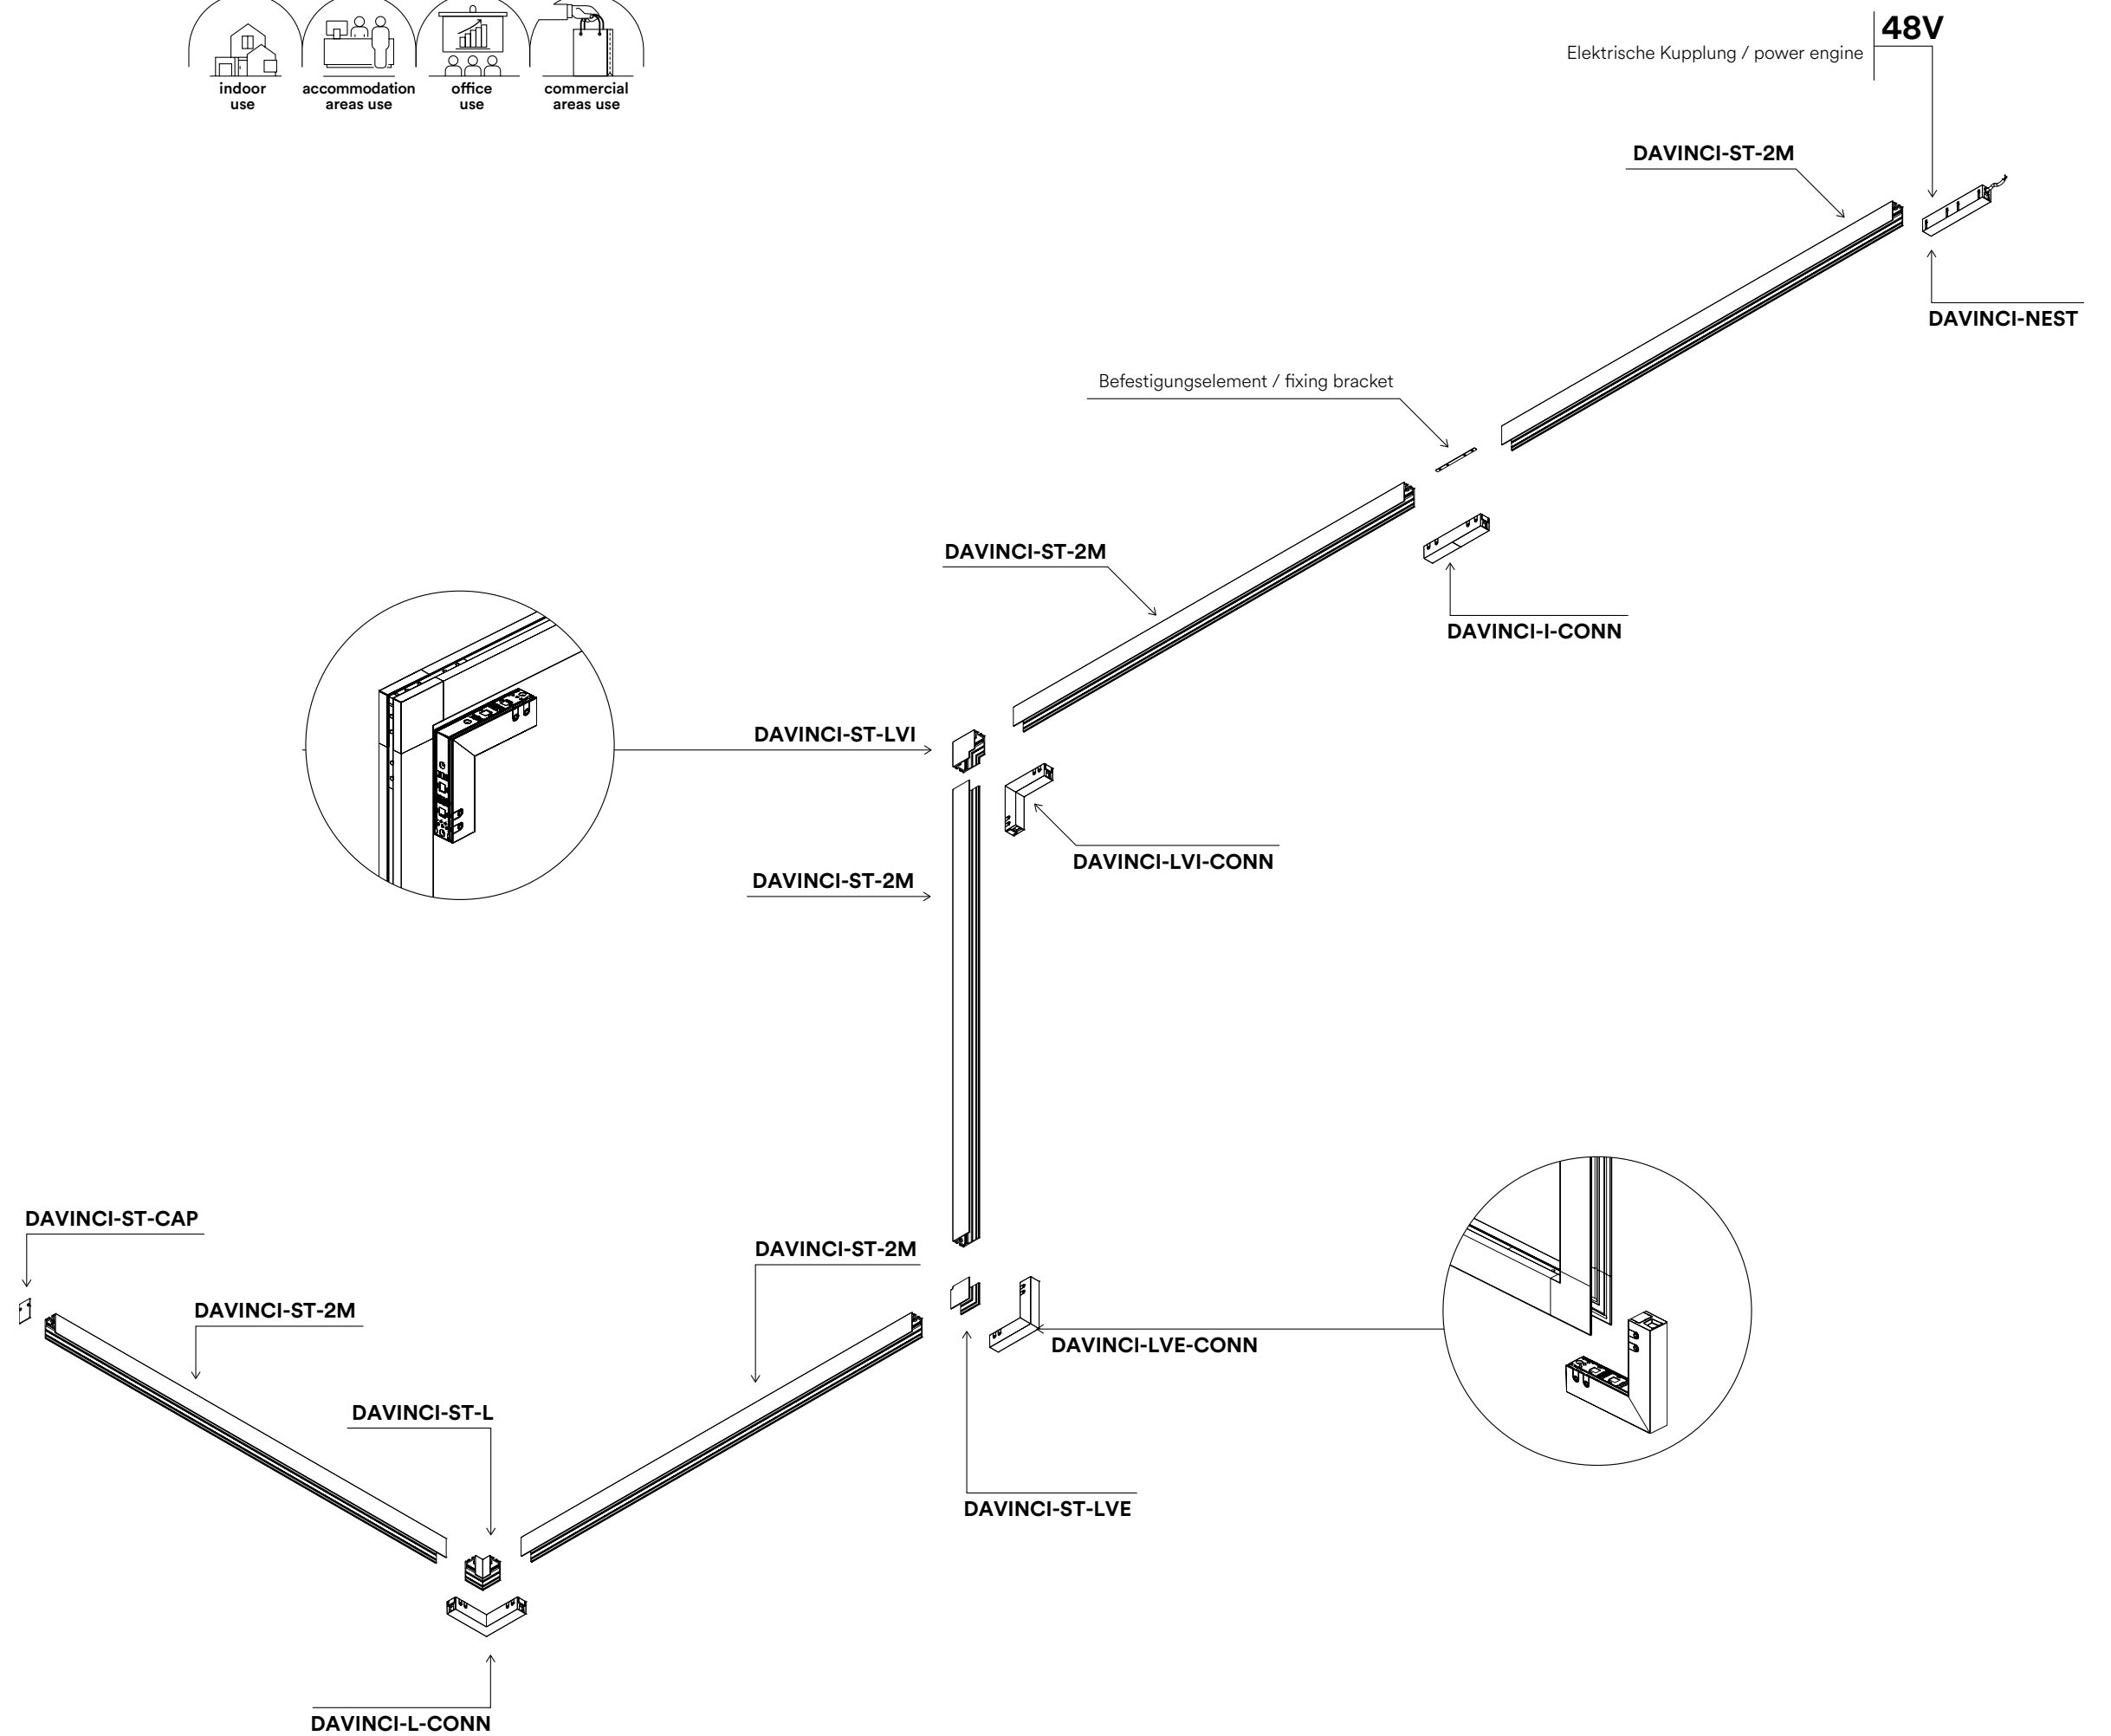 indoor
use
accommodation
areas use
office
use
commercial
areas use
48V
Elektrische Kupplung / power engine
DAVINCI-ST-2M
DAVINCI-NEST
Befestigungselement / fixing bracket
DAVINCI-ST-2M
DAVINCI-I-CONN
DAVINCI-ST-LVI
DAVINCI-LVI-CONN
DAVINCI-ST-2M
DAVINCI-ST-CAP
DAVINCI-ST-2M
DAVINCI-ST-2M
DAVINCI-LVE-CONN
DAVINCI-ST-L
DAVINCI-ST-LVE
DAVINCI-L-CONN